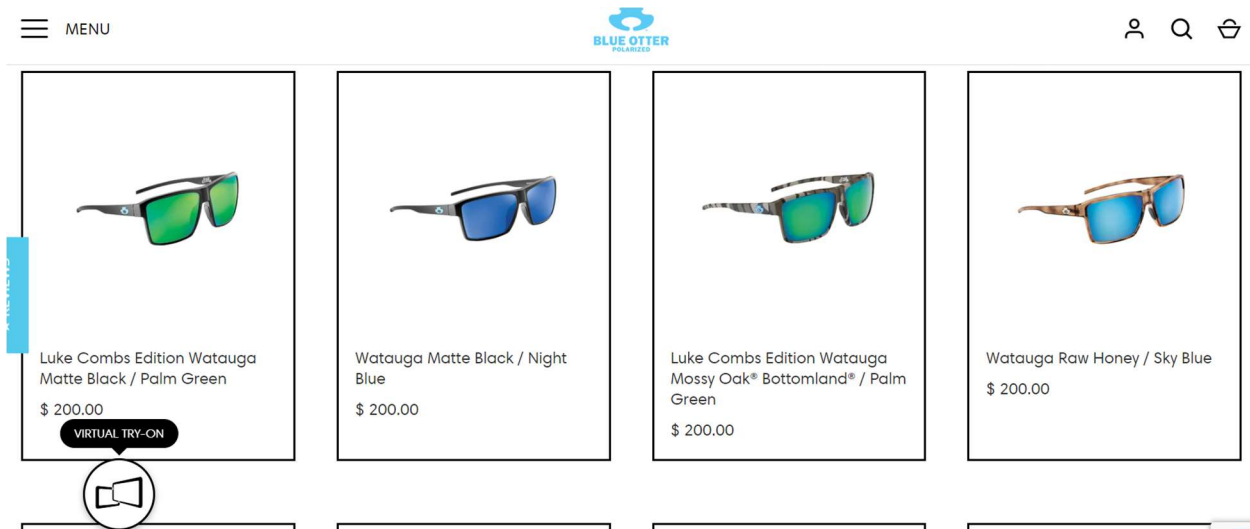 MENU
BLUE OTTER
POLARIZED
Luke Combs Edition Watauga
Matte Black / Palm Green
$ 200.00
Watauga Matte Black / Night
Blue
$ 200.00
Luke Combs Edition Watauga
Mossy Oak® Bottomland® / Palm
Green
$ 200.00
Watauga Raw Honey / Sky Blue
$ 200.00
VIRTUAL TRY-ON